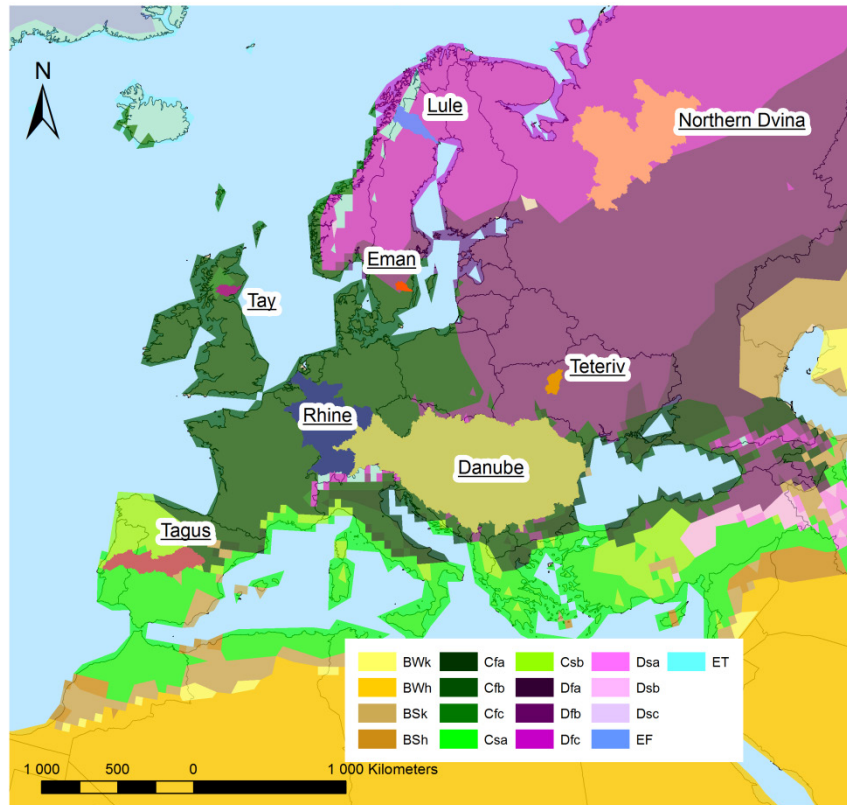 N
Lule
Northern Dvina
Eman
Tay
Teteriv
Rhine
Danube
Tagus
BWk Cfa Csb Dsa ET
BWh Cfb Dfa Dsb
BSk Cfc Dfb Dsc
BSh Csa Dfc EF
1 000 500 0 1 000 Kilometers